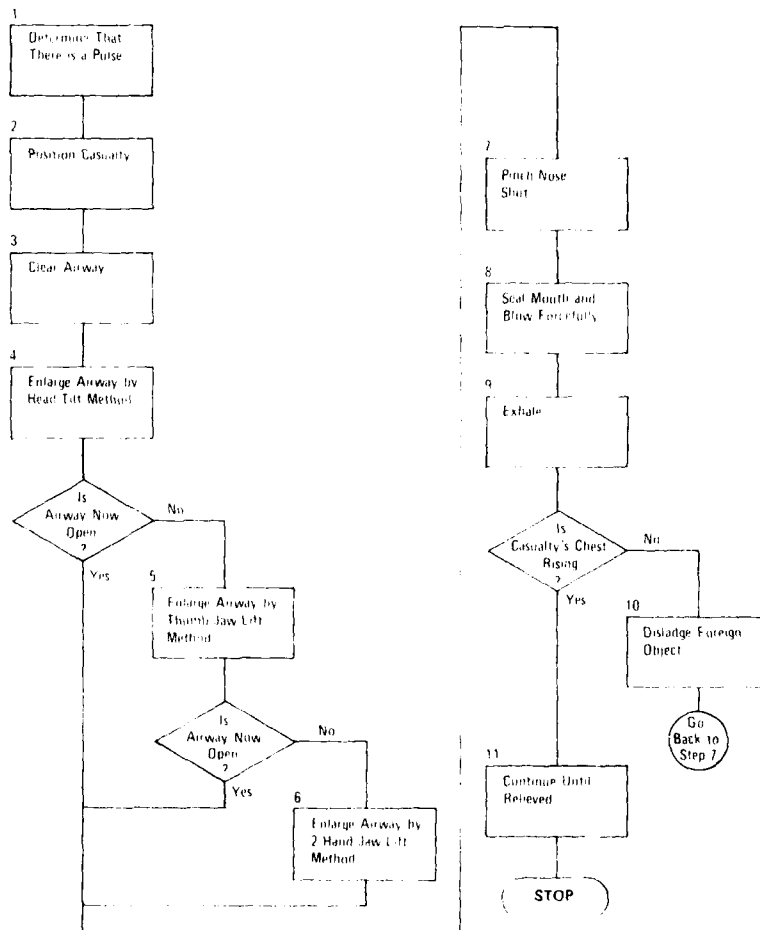 1
Determine That
There is a Pulse
2
Position Casualty
3
Clear Airway
4
Enlarge Airway by
Head Tilt Method
Is
Airway Now
Open
?
No
Yes
5
Enlarge Airway by
Thumb Jaw Lift
Method
Is
Airway Now
Open
?
No
Yes
6
Enlarge Airway by
2 Hand Jaw Lift
Method
7
Pinch Nose
Shut
8
Seal Mouth and
Blow Forcefully
9
Exhale
Is
Casualty's Chest
Rising
?
No
Yes
10
Disladge Foreign
Object
Go
Back to
Step 7
11
Continue Until
Relieved
STOP